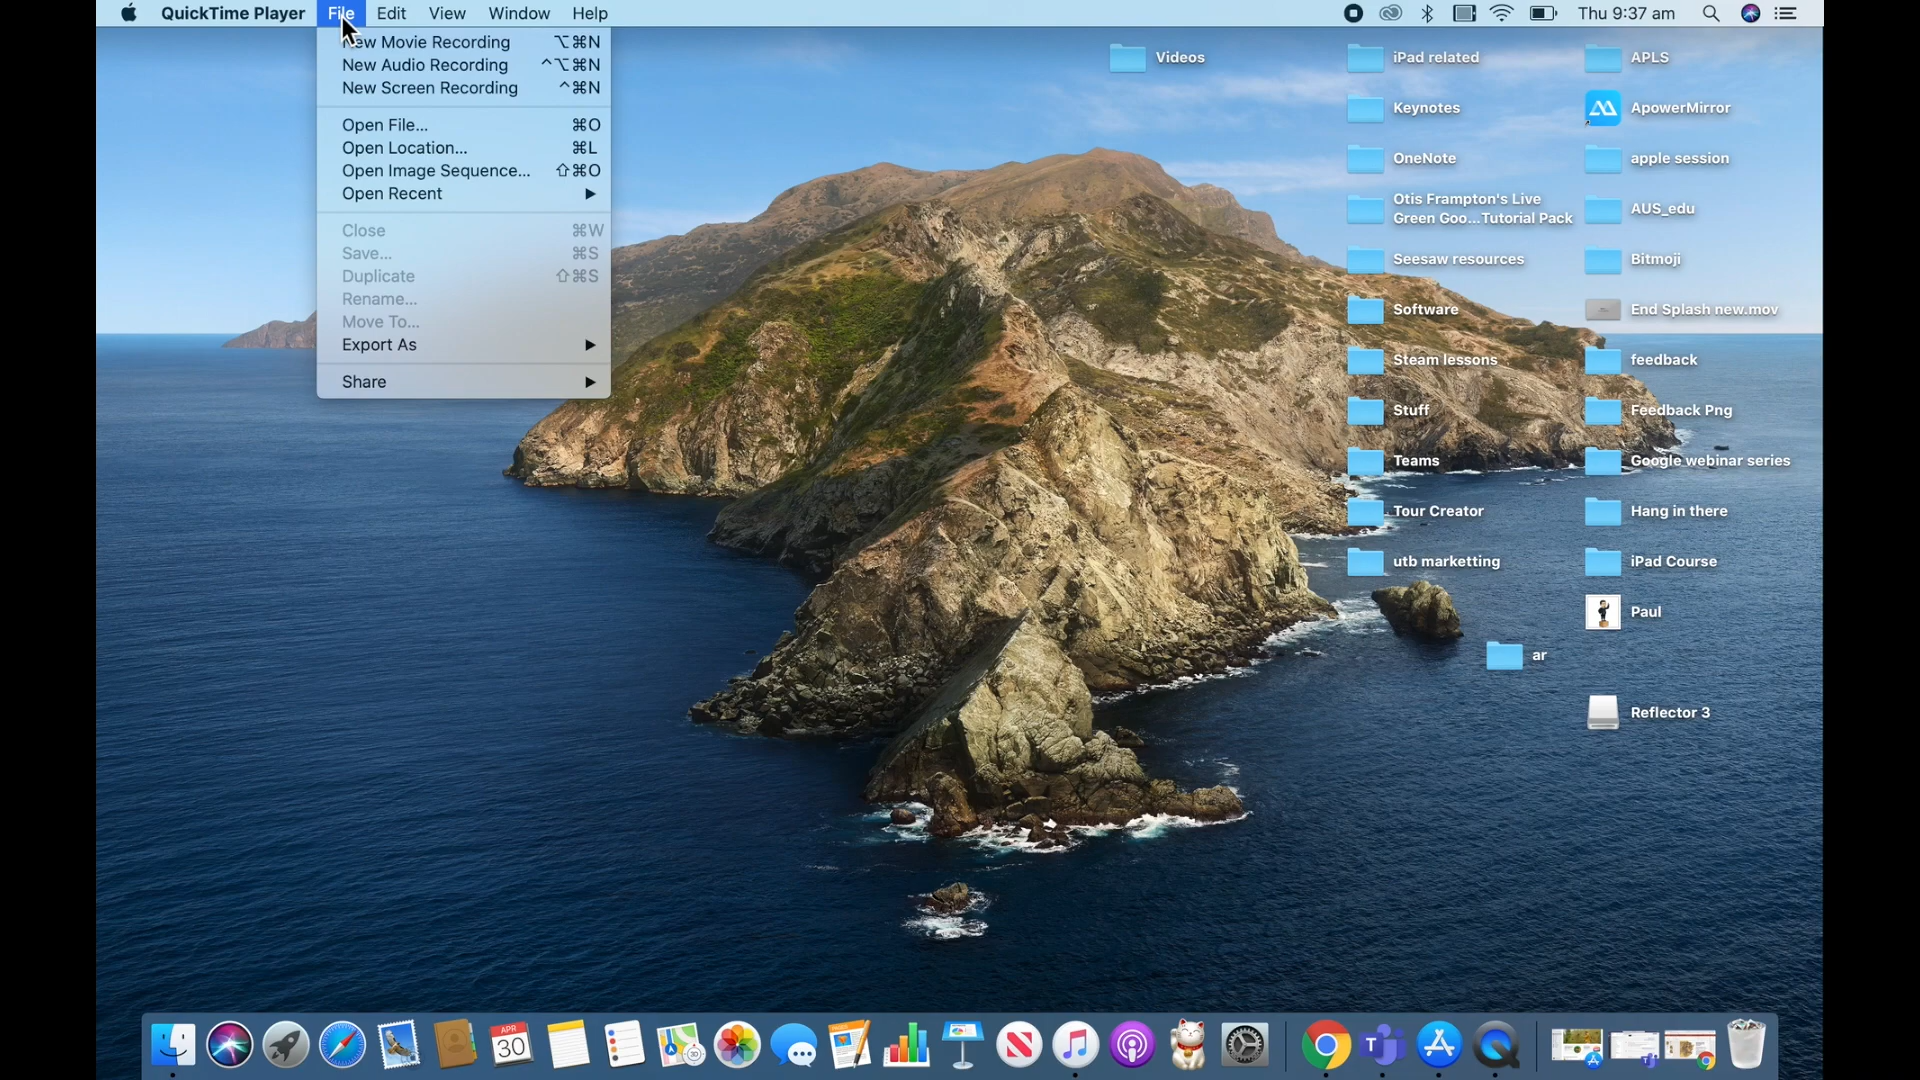 QuickTime Player File Edit View Window Help Thu 9:37 am
New Movie Recording ⌥⌘N
New Audio Recording ^⌥⌘N
New Screen Recording ^⌘N
Open File... ⌘O
Open Location... ⌘L
Open Image Sequence... ⇧⌘O
Open Recent ▶
Close ⌘W
Save... ⌘S
Duplicate ⇧⌘S
Rename...
Move To...
Export As ▶
Share ▶
Videos
iPad related
Keynotes
OneNote
Otis Frampton's Live
Green Goo...Tutorial Pack
Seesaw resources
Software
Steam lessons
Stuff
Teams
Tour Creator
utb marketting
ar
APLS
ApowerMirror
apple session
AUS_edu
Bitmoji
End Splash new.mov
feedback
Feedback Png
Google webinar series
Hang in there
iPad Course
Paul
Reflector 3
APR
30
PAGES